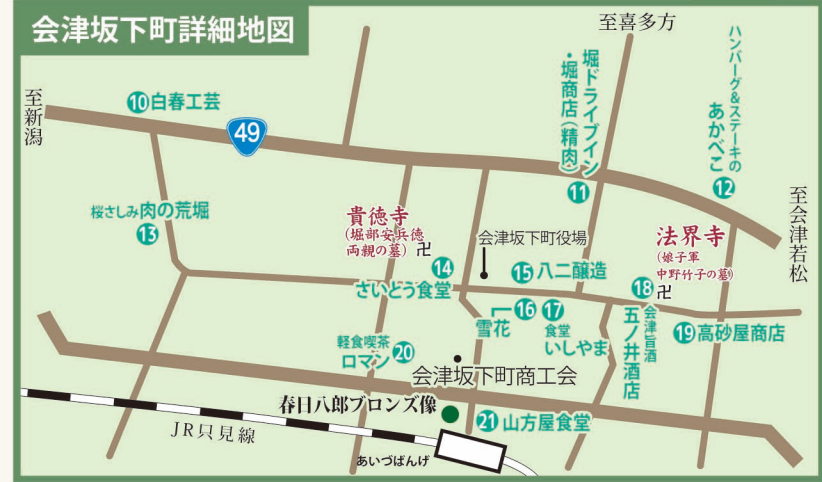 会津坂下町詳細地図
至喜多方
ハンバーグ&ステーキの
あかべこ
⑫
堀ドライブイン
・堀商店(精肉)
⑪
至新潟
⑩白春工芸
49
至会津若松
桜さしみ肉の荒堀
⑬
貴徳寺
(堀部安兵徳
両親の墓)
卍
会津坂下町役場
法界寺
(娘子軍
中野竹子の墓)
卍
⑭
さいとう食堂
⑮八二醸造
⑱
会津旨酒
五ノ井酒店
⑯
雪花
⑰
食堂
いしやま
⑲高砂屋商店
軽食喫茶
ロマン⑳
会津坂下町商工会
春日八郎ブロンズ像
㉑山方屋食堂
JR只見線
あいづばんげ